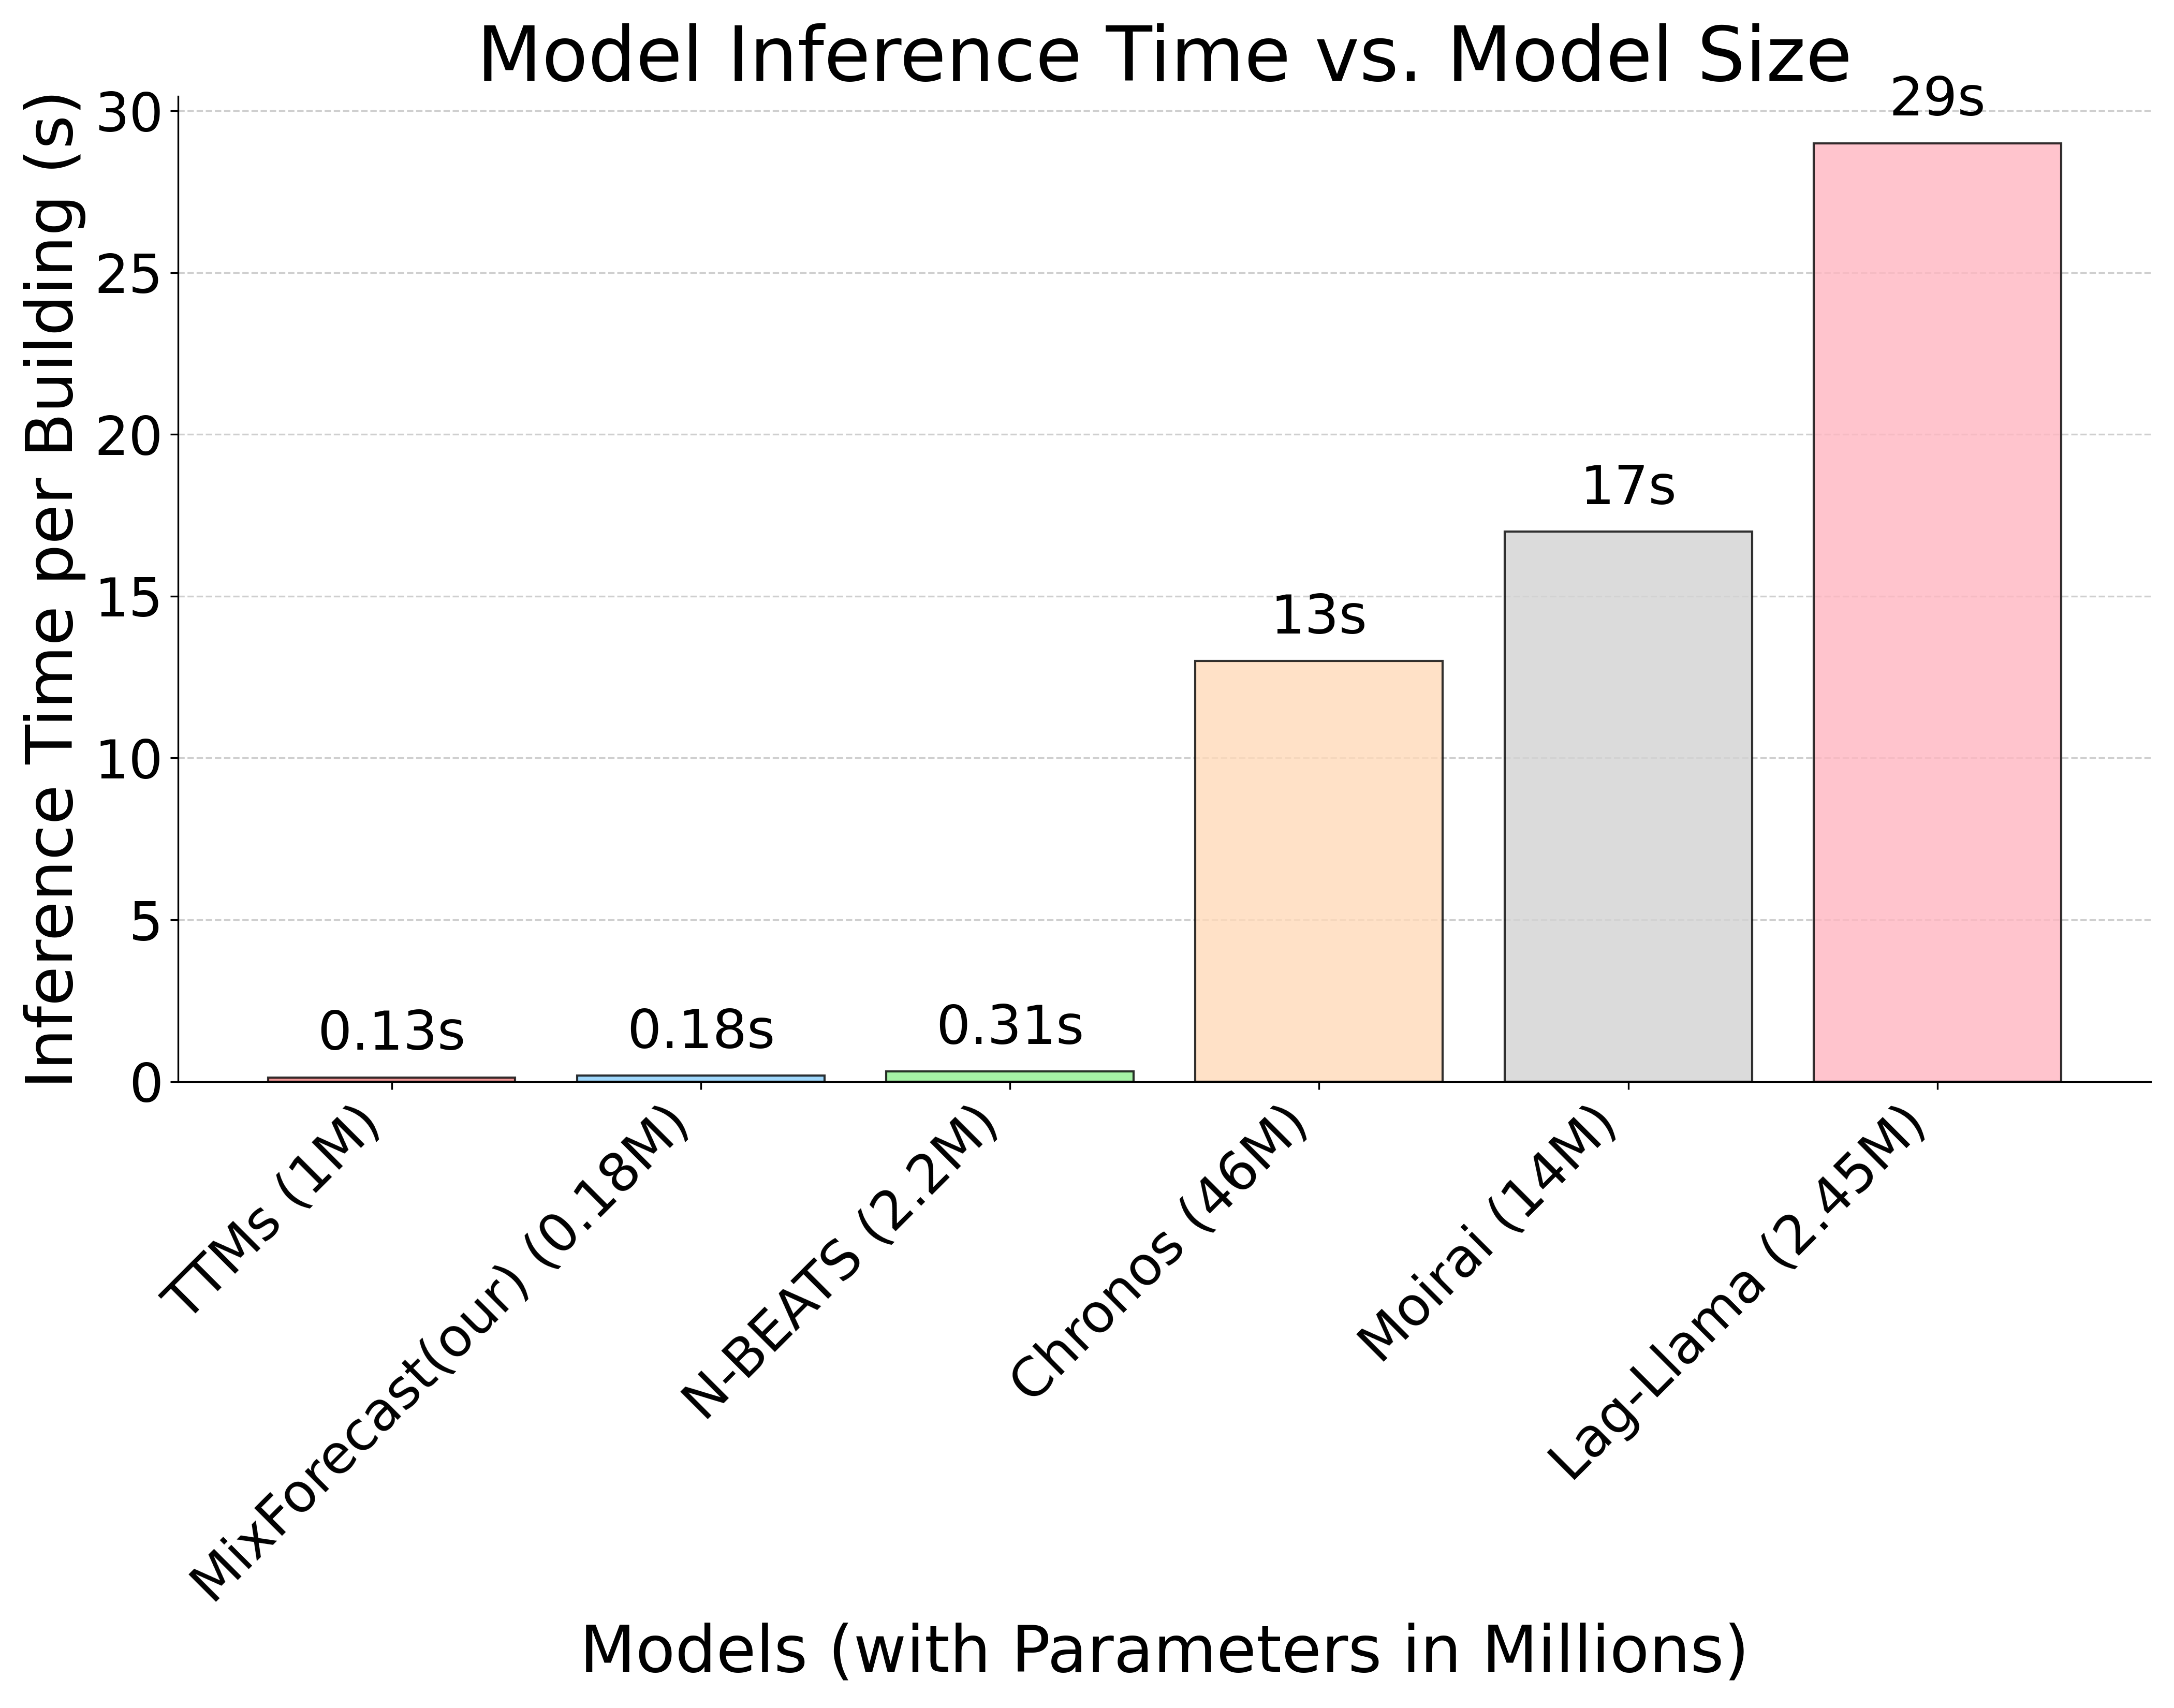 Model Inference Time vs. Model Size
Inference Time per Building (s)
30
25
20
15
10
5
0
0.13s
0.18s
0.31s
13s
17s
29s
TTMs (1M)
MixForecast(our) (0.18M)
N-BEATS (2.2M)
Chronos (46M)
Moirai (14M)
Lag-Llama (2.45M)
Models (with Parameters in Millions)